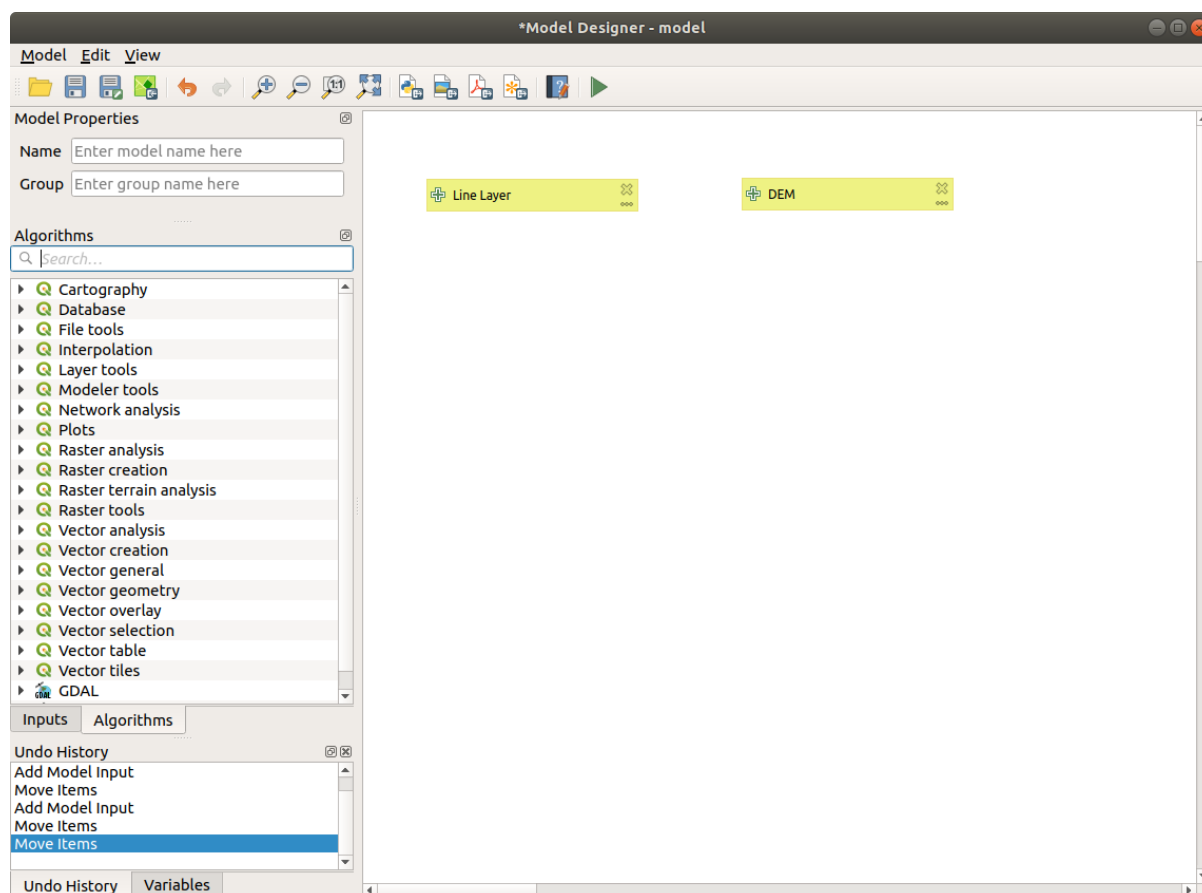 *Model Designer - model
Model Edit View
1:1
Model Properties
Name Enter model name here
Group Enter group name here
Algorithms
Search...
Cartography
Database
File tools
Interpolation
Layer tools
Modeler tools
Network analysis
Plots
Raster analysis
Raster creation
Raster terrain analysis
Raster tools
Vector analysis
Vector creation
Vector general
Vector geometry
Vector overlay
Vector selection
Vector table
Vector tiles
GDAL GDAL
Inputs Algorithms
Undo History
Add Model Input
Move Items
Add Model Input
Move Items
Move Items
Undo History Variables
Line Layer
DEM